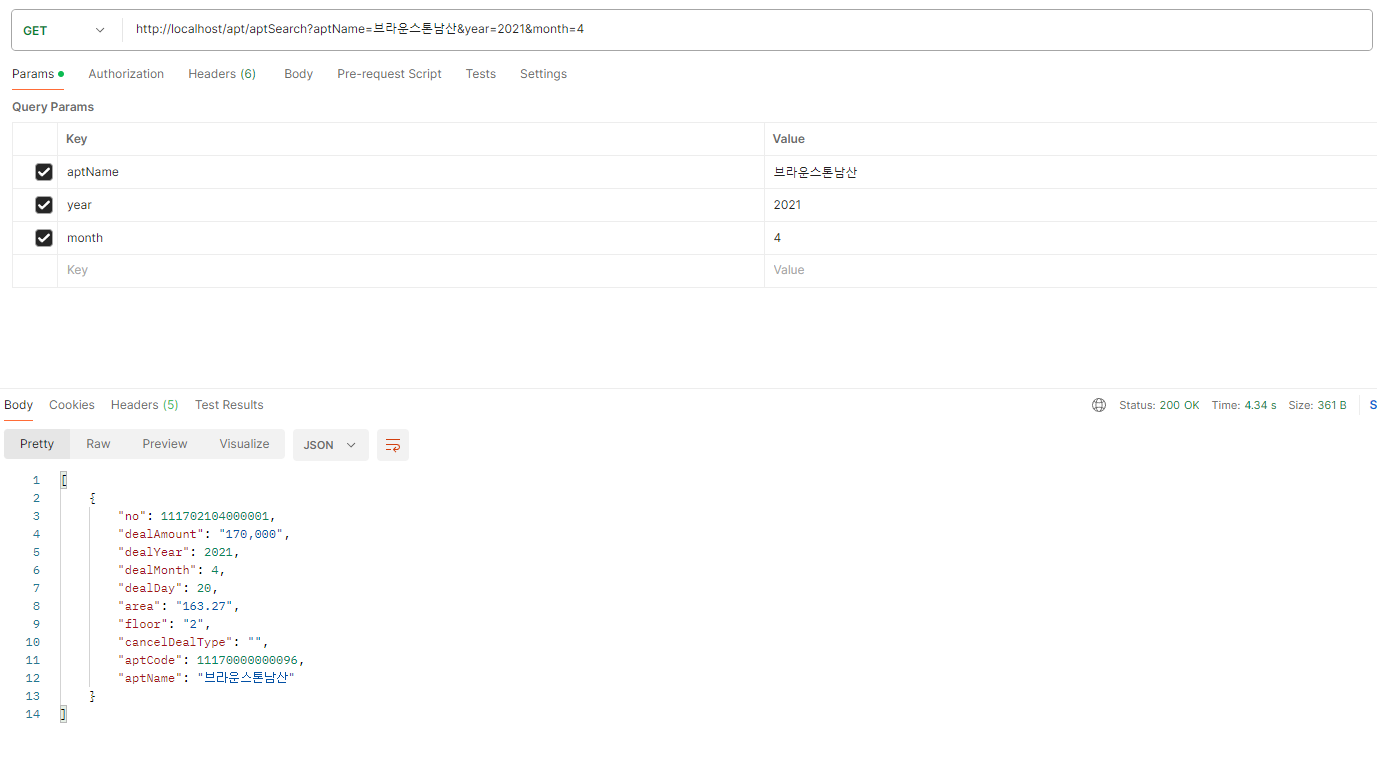 GET http://localhost/apt/aptSearch?aptName=브라운스톤남산&year=2021&month=4
Params Authorization Headers (6) Body Pre-request Script Tests Settings
Query Params
Key Value
aptName 브라운스톤남산
year 2021
month 4
Key Value
Body Cookies Headers (5) Test Results Status: 200 OK Time: 4.34 s Size: 361 B S
Pretty Raw Preview Visualize JSON
1 [
2 {
3 "no": 111702104000001,
4 "dealAmount": "170,000",
5 "dealYear": 2021,
6 "dealMonth": 4,
7 "dealDay": 20,
8 "area": "163.27",
9 "floor": "2",
10 "cancelDealType": "",
11 "aptCode": 11170000000096,
12 "aptName": "브라운스톤남산"
13 }
14 ]